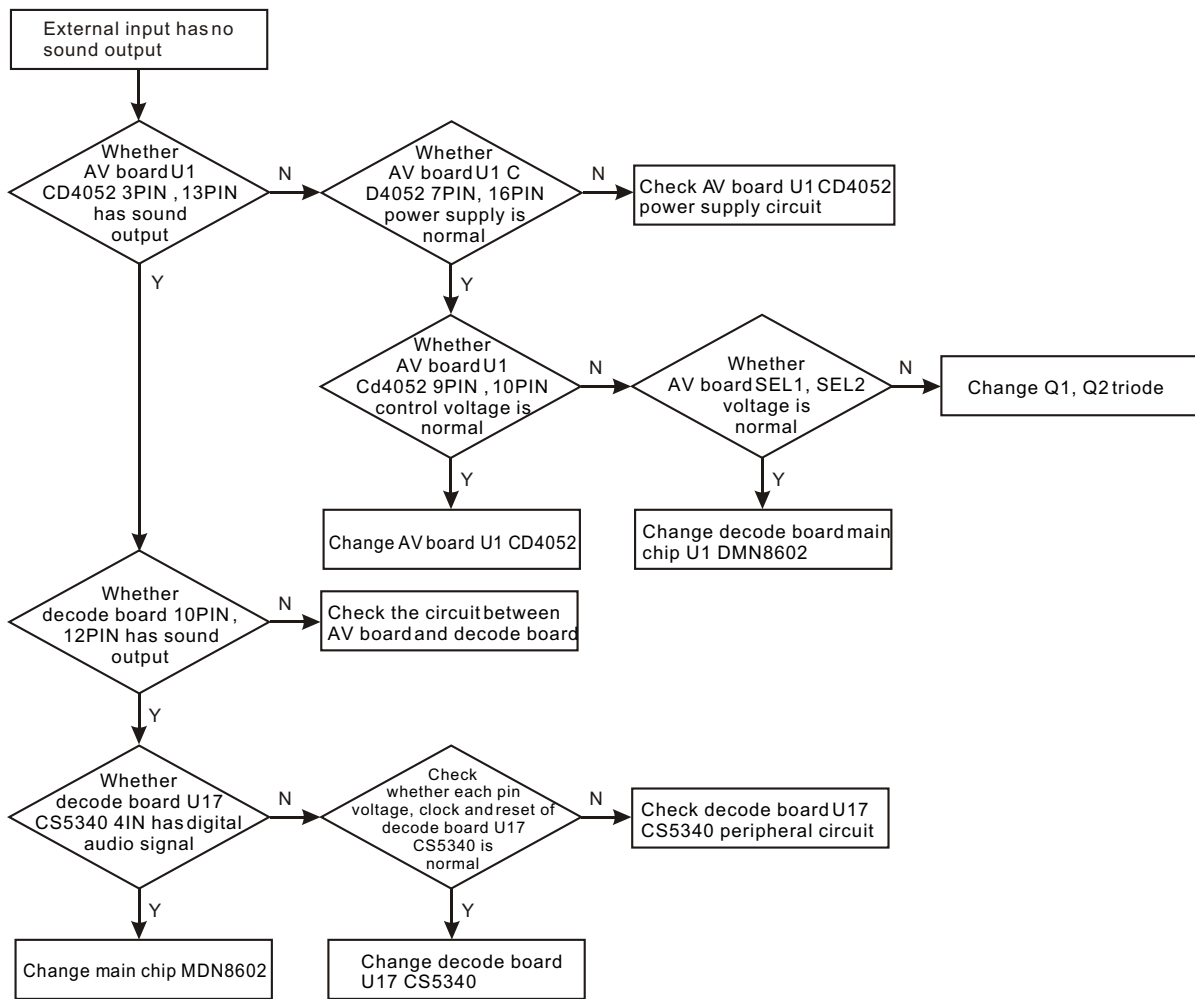 External input has no
sound output
Whether
AV board U1
CD4052 3PIN , 13PIN
has sound
output
N
Whether
AV board U1 C
D4052 7PIN, 16PIN
power supply is
normal
N
Check AV board U1 CD4052
power supply circuit
Y
Y
Whether
AV board U1
Cd4052 9PIN , 10PIN
control voltage is
normal
N
Whether
AV board SEL1, SEL2
voltage is
normal
N
Change Q1, Q2 triode
Y
Y
Change AV board U1 CD4052
Change decode board main
chip U1 DMN8602
Whether
decode board 10PIN ,
12PIN has sound
output
N
Check the circuit between
AV board and decode board
Y
Whether
decode board U17
CS5340 4IN has digital
audio signal
N
Check
whether each pin
voltage, clock and reset of
decode board U17
CS5340 is
normal
N
Check decode board U17
CS5340 peripheral circuit
Y
Y
Change main chip MDN8602
Change decode board
U17 CS5340